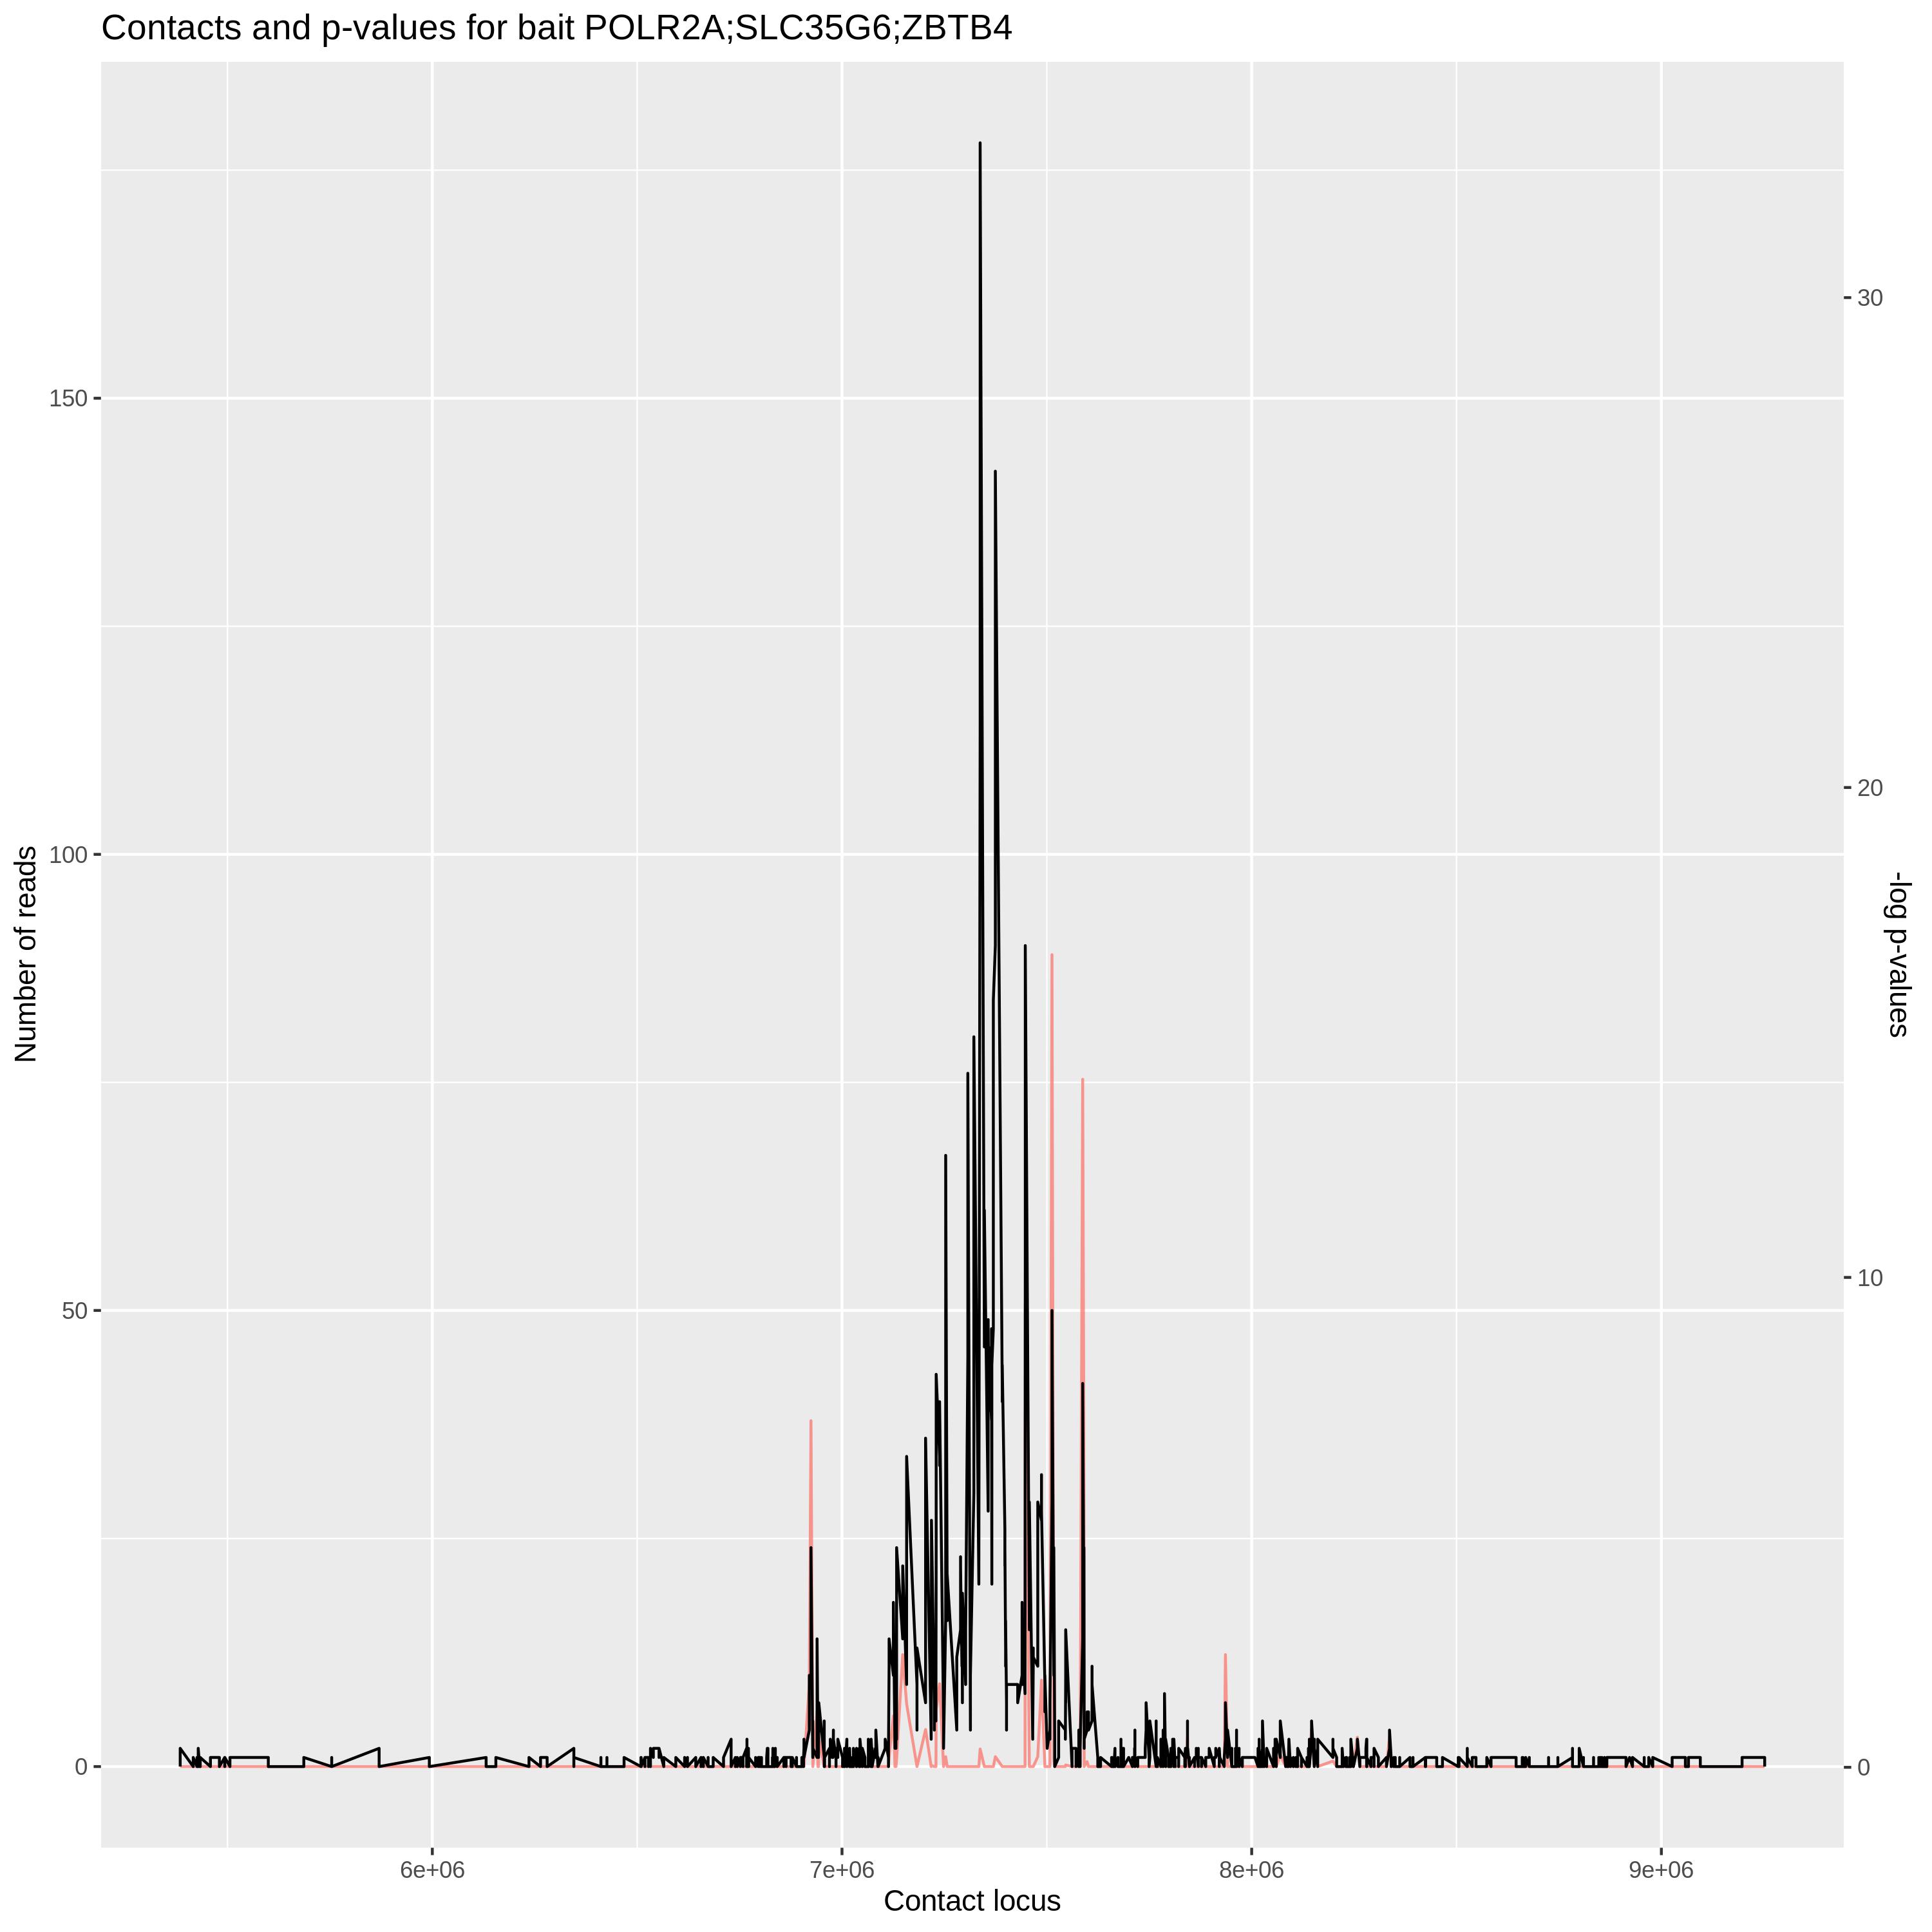 Contacts and p-values for bait POLR2A;SLC35G6;ZBTB4
Number of reads
150
100
50
0
30
20
10
0
-log p-values
6e+06
7e+06
8e+06
9e+06
Contact locus